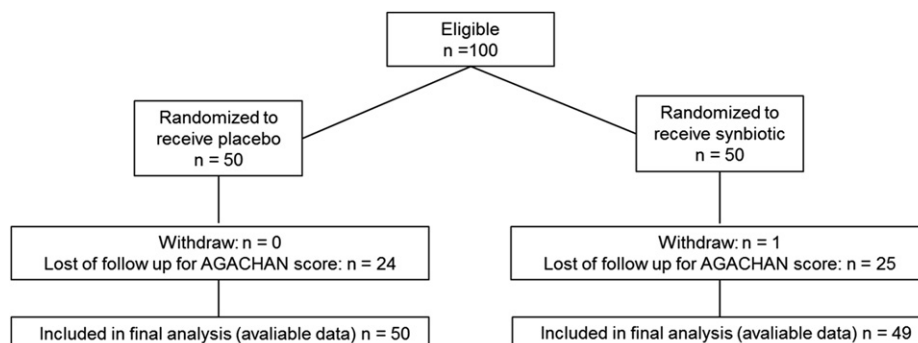 Eligible
n =100
Randomized to
receive placebo
n = 50
Randomized to
receive synbiotic
n = 50
Withdraw: n = 0
Lost of follow up for AGACHAN score: n = 24
Withdraw: n = 1
Lost of follow up for AGACHAN score: n = 25
Included in final analysis (avaliable data) n = 50
Included in final analysis (avaliable data) n = 49